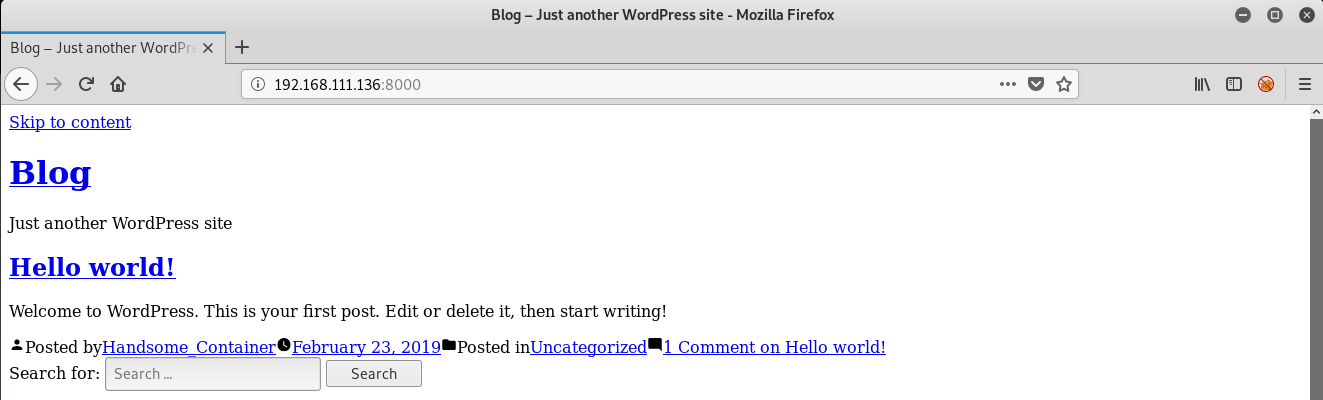 Blog – Just another WordPress site - Mozilla Firefox
Blog – Just another WordPre
192.168.111.136:8000
Skip to content
Blog
Just another WordPress site
Hello world!
Welcome to WordPress. This is your first post. Edit or delete it, then start writing!
Posted byHandsome_ContainerFebruary 23, 2019Posted inUncategorized1 Comment on Hello world!
Search for: Search … Search